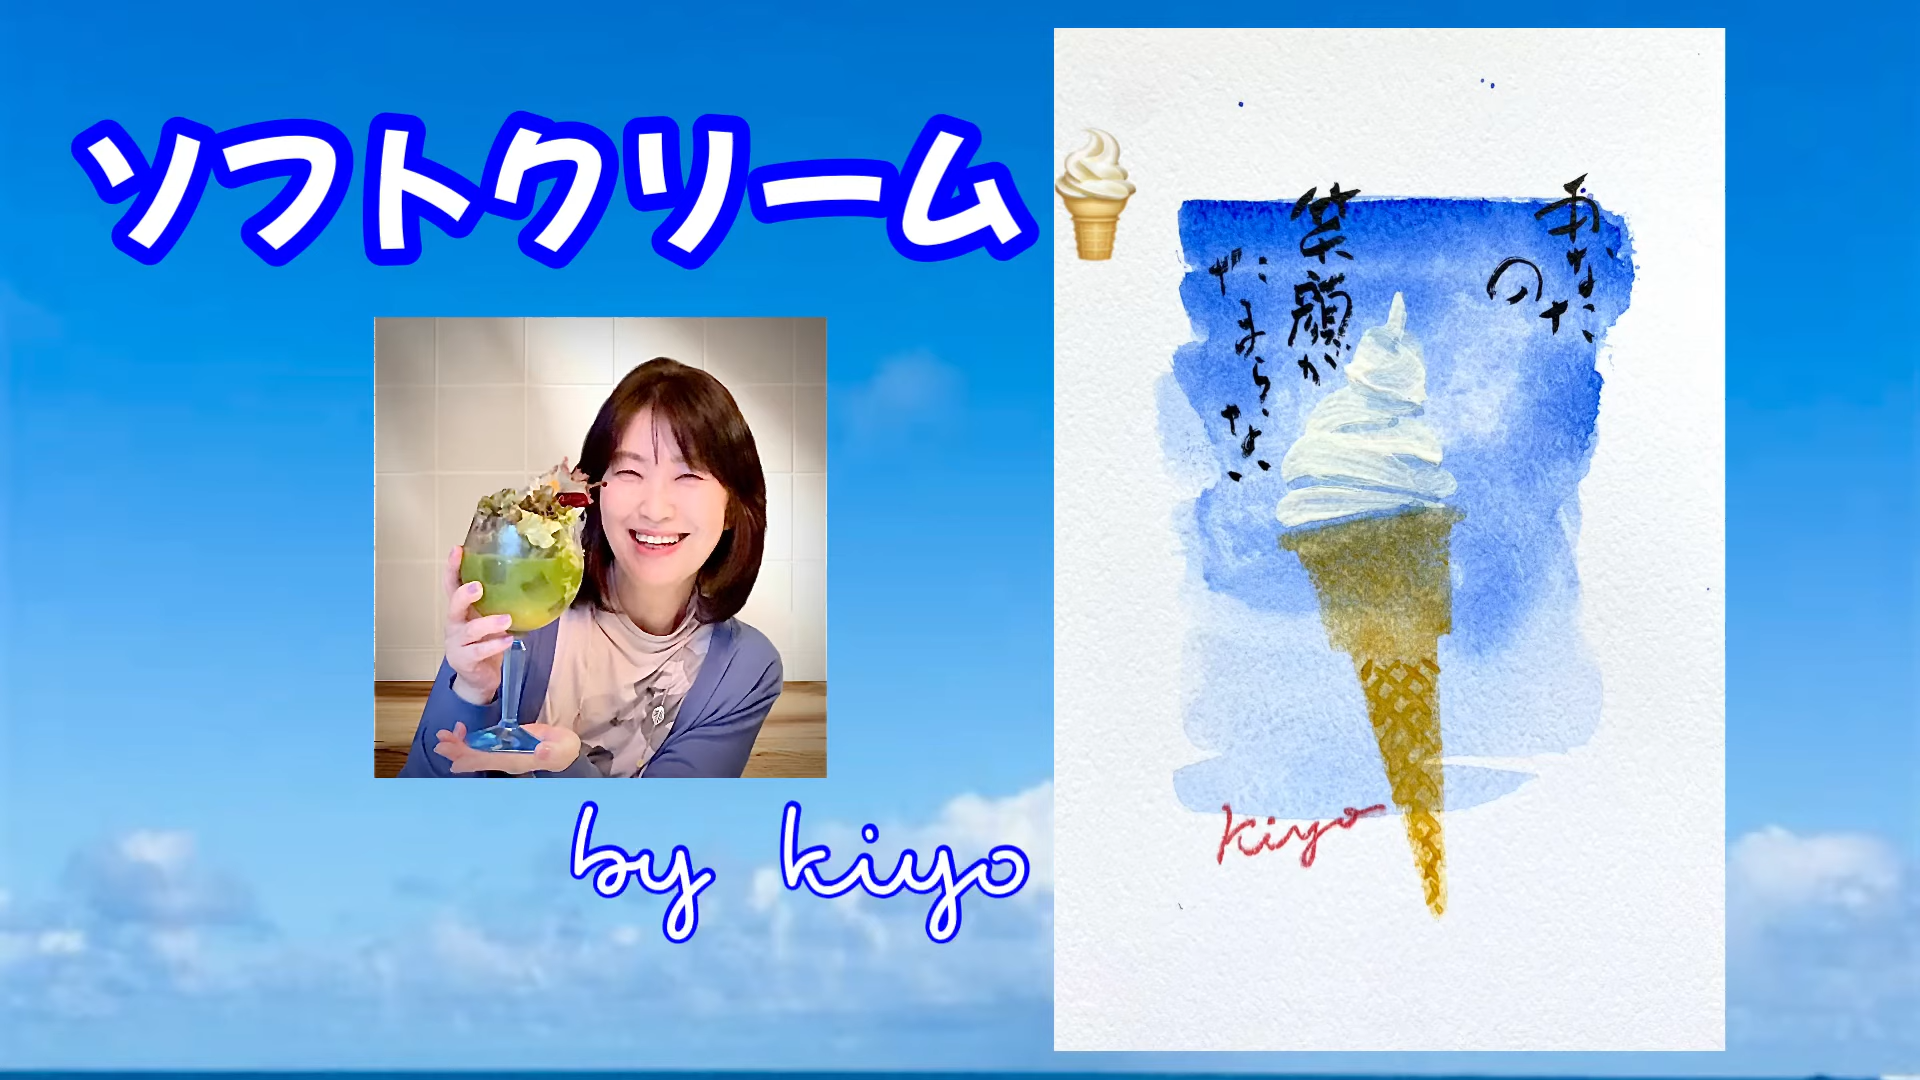 ソフトクリーム
by kiyo
あなた
の
笑顔が
たまらない
kiyo